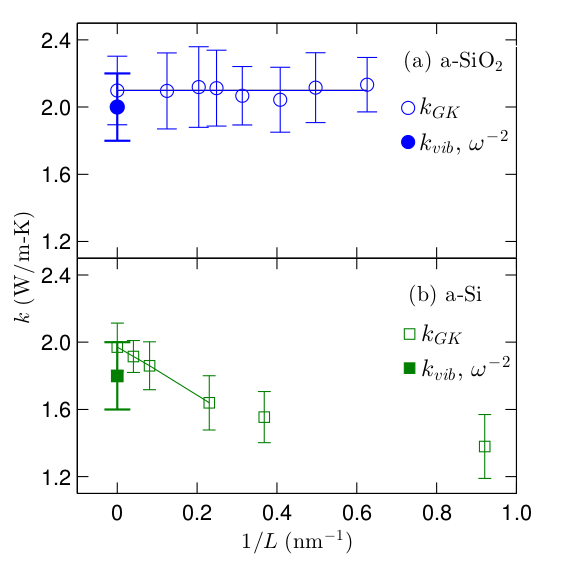 2.4
(a) a-SiO₂
2.0
k_GK
k_vib, ω⁻²
1.6
1.2
k (W/m-K)
2.4
(b) a-Si
2.0
k_GK
k_vib, ω⁻²
1.6
1.2
0 0.2 0.4 0.6 0.8 1.0
1/L (nm⁻¹)